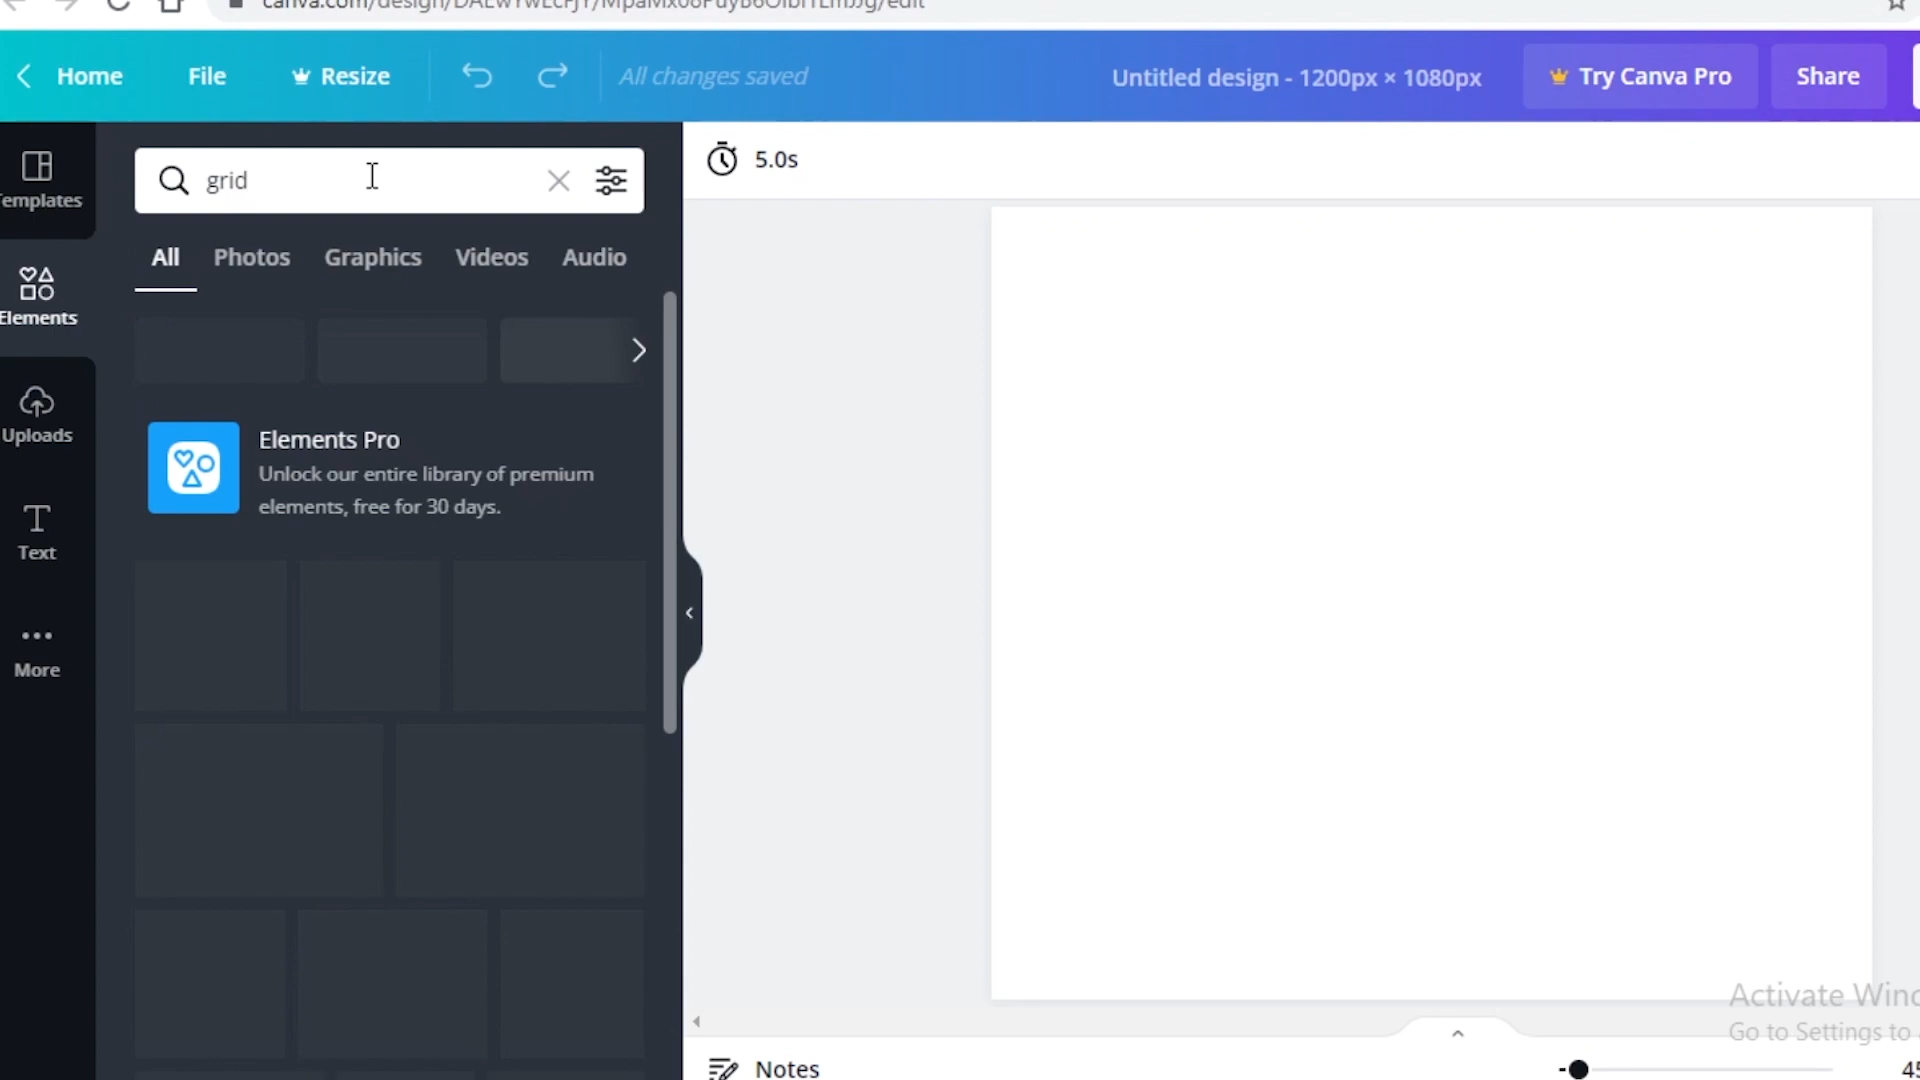 Home
File
Resize
All changes saved
Untitled design - 1200px × 1080px
Try Canva Pro
Share
emplates
Elements
Uploads
Text
More
grid
All
Photos
Graphics
Videos
Audio
Elements Pro
Unlock our entire library of premium
elements, free for 30 days.
5.0s
Activate Wind
Go to Settings to
Notes
45